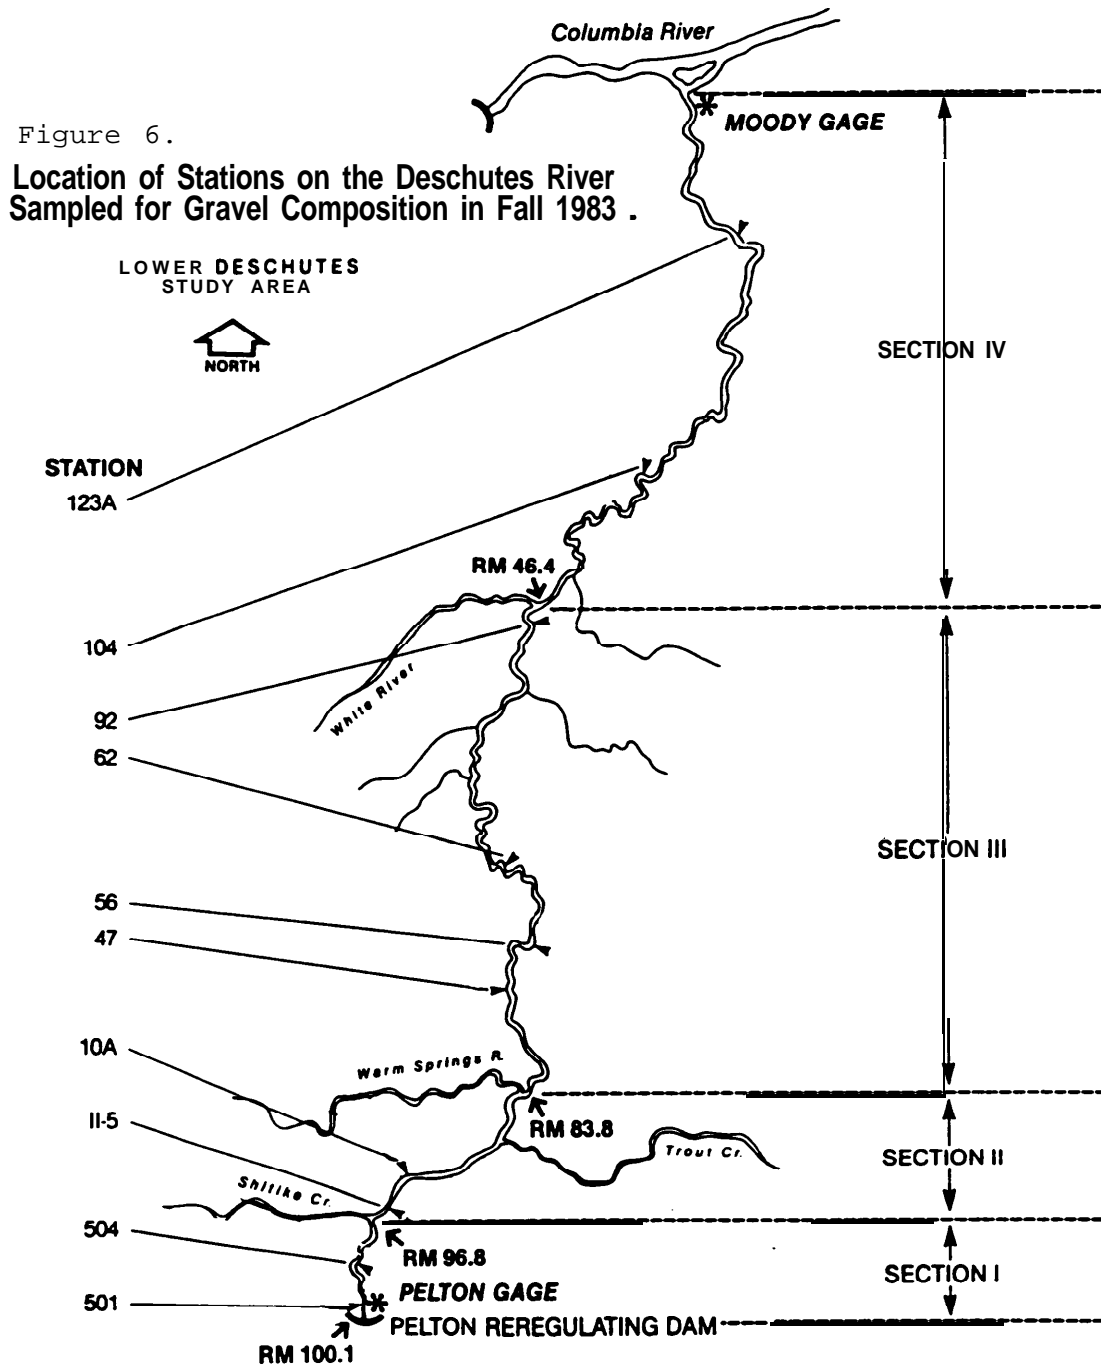 Columbia River
MOODY GAGE
Figure 6.
Location of Stations on the Deschutes River
Sampled for Gravel Composition in Fall 1983 .
LOWER DESCHUTES
STUDY AREA
NORTH
SECTION IV
STATION
123A
RM 46.4
104
White River
92
62
SECTION III
56
47
10A
Warm Springs R.
RM 83.8
II-5
Trout Cr.
SECTION II
Shitike Cr.
504
RM 96.8
SECTION I
501
PELTON GAGE
PELTON REREGULATING DAM
RM 100.1